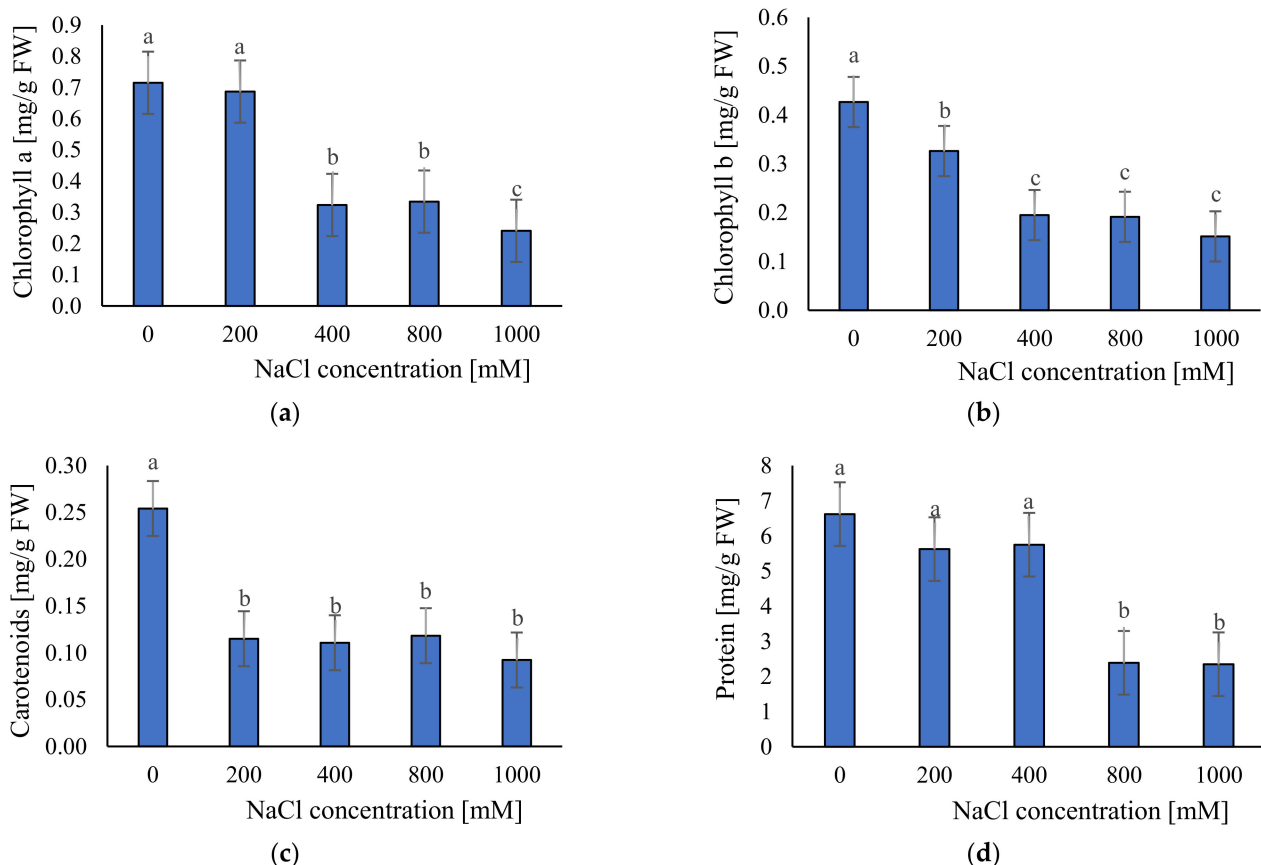 Chlorophyll a [mg/g FW]
0.9
0.8
0.7
0.6
0.5
0.4
0.3
0.2
0.1
0.0
a
a
b
b
c
0 200 400 800 1000
NaCl concentration [mM]
(a)
Chlorophyll b [mg/g FW]
0.6
0.5
0.4
0.3
0.2
0.1
0.0
a
b
c
c
c
0 200 400 800 1000
NaCl concentration [mM]
(b)
Carotenoids [mg/g FW]
0.30
0.25
0.20
0.15
0.10
0.05
0.00
a
b
b
b
b
0 200 400 800 1000
NaCl concentration [mM]
(c)
Protein [mg/g FW]
8
7
6
5
4
3
2
1
0
a
a
a
b
b
0 200 400 800 1000
NaCl concentration [mM]
(d)